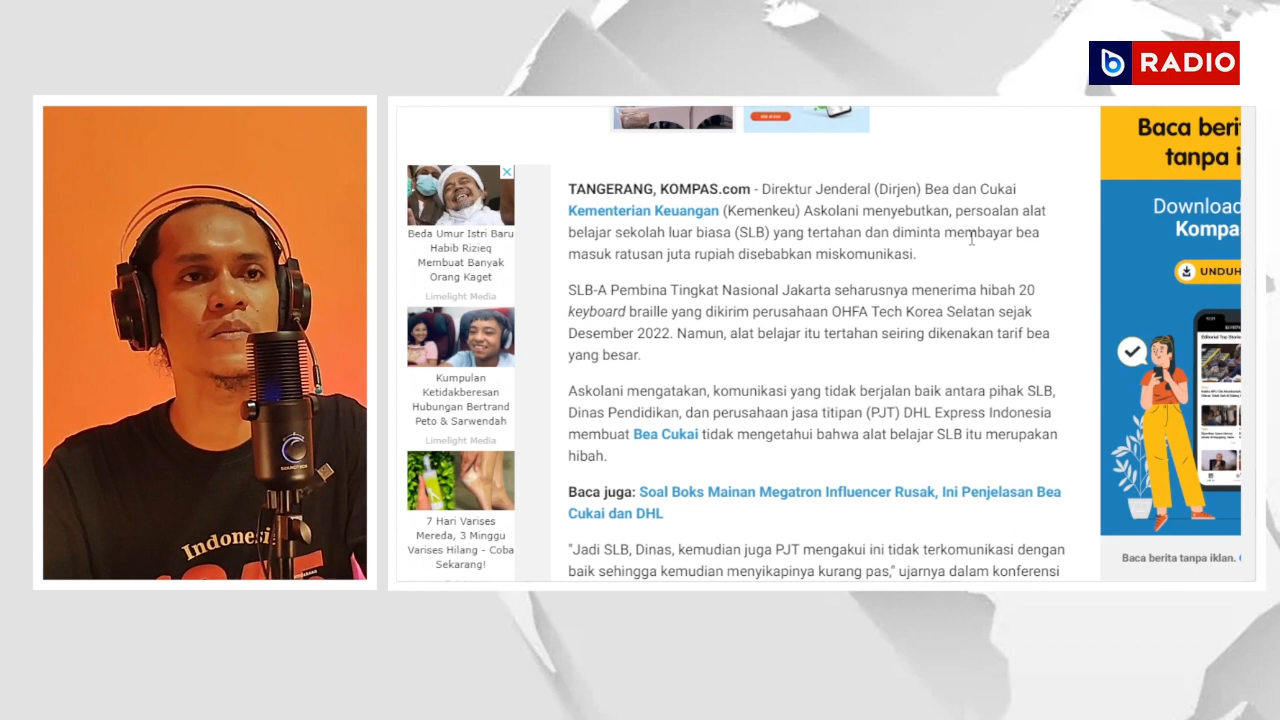 b RADIO
Baca beri
tanpa i
TANGERANG, KOMPAS.com - Direktur Jenderal (Dirjen) Bea dan Cukai
Kementerian Keuangan (Kemenkeu) Askolani menyebutkan, persoalan alat
belajar sekolah luar biasa (SLB) yang tertahan dan diminta membayar bea
masuk ratusan juta rupiah disebabkan miskomunikasi.
SLB-A Pembina Tingkat Nasional Jakarta seharusnya menerima hibah 20
keyboard braille yang dikirim perusahaan OHFA Tech Korea Selatan sejak
Desember 2022. Namun, alat belajar itu tertahan seiring dikenakan tarif bea
yang besar.
Askolani mengatakan, komunikasi yang tidak berjalan baik antara pihak SLB,
Dinas Pendidikan, dan perusahaan jasa titipan (PJT) DHL Express Indonesia
membuat Bea Cukai tidak mengetahui bahwa alat belajar SLB itu merupakan
hibah.
Baca juga: Soal Boks Mainan Megatron Influencer Rusak, Ini Penjelasan Bea
Cukai dan DHL
"Jadi SLB, Dinas, kemudian juga PJT mengakui ini tidak terkomunikasi dengan
baik sehingga kemudian menyikapinya kurang pas," ujarnya dalam konferensi
Beda Umur Istri Baru
Habib Rizieq
Membuat Banyak
Orang Kaget
Limelight Media
Kumpulan
Ketidakberesan
Hubungan Bertrand
Peto & Sarwendah
Limelight Media
7 Hari Varises
Mereda, 3 Minggu
Varises Hilang - Coba
Sekarang!
Download
Kompa
UNDUH
Baca berita tanpa iklan.
Indonesi